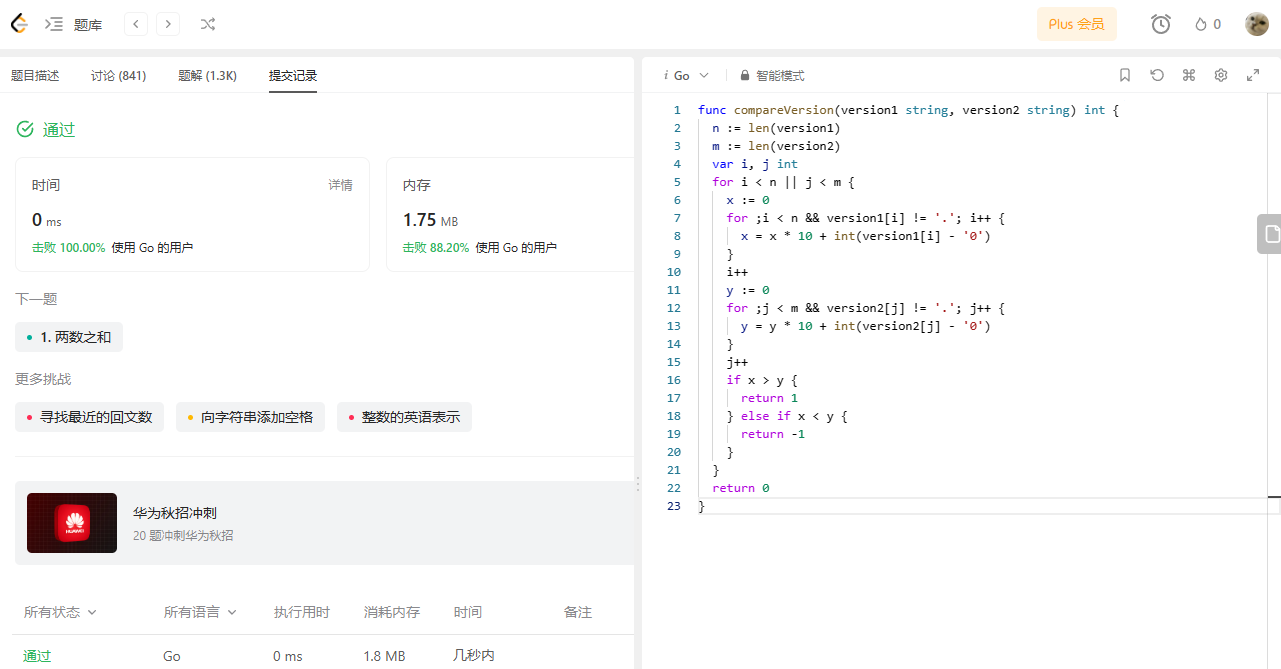 题库
Plus 会员
0
题目描述
讨论 (841)
题解 (1.3K)
提交记录
通过
时间
详情
0 ms
击败 100.00% 使用 Go 的用户
内存
1.75 MB
击败 88.20% 使用 Go 的用户
下一题
1. 两数之和
更多挑战
寻找最近的回文数
向字符串添加空格
整数的英语表示
HUAWEI
华为秋招冲刺
20 题冲刺华为秋招
所有状态
所有语言
执行用时
消耗内存
时间
备注
通过
Go
0 ms
1.8 MB
几秒内
i Go
智能模式
1 func compareVersion(version1 string, version2 string) int {
2 n := len(version1)
3 m := len(version2)
4 var i, j int
5 for i < n || j < m {
6 x := 0
7 for ;i < n && version1[i] != '.'; i++ {
8 x = x * 10 + int(version1[i] - '0')
9 }
10 i++
11 y := 0
12 for ;j < m && version2[j] != '.'; j++ {
13 y = y * 10 + int(version2[j] - '0')
14 }
15 j++
16 if x > y {
17 return 1
18 } else if x < y {
19 return -1
20 }
21 }
22 return 0
23 }